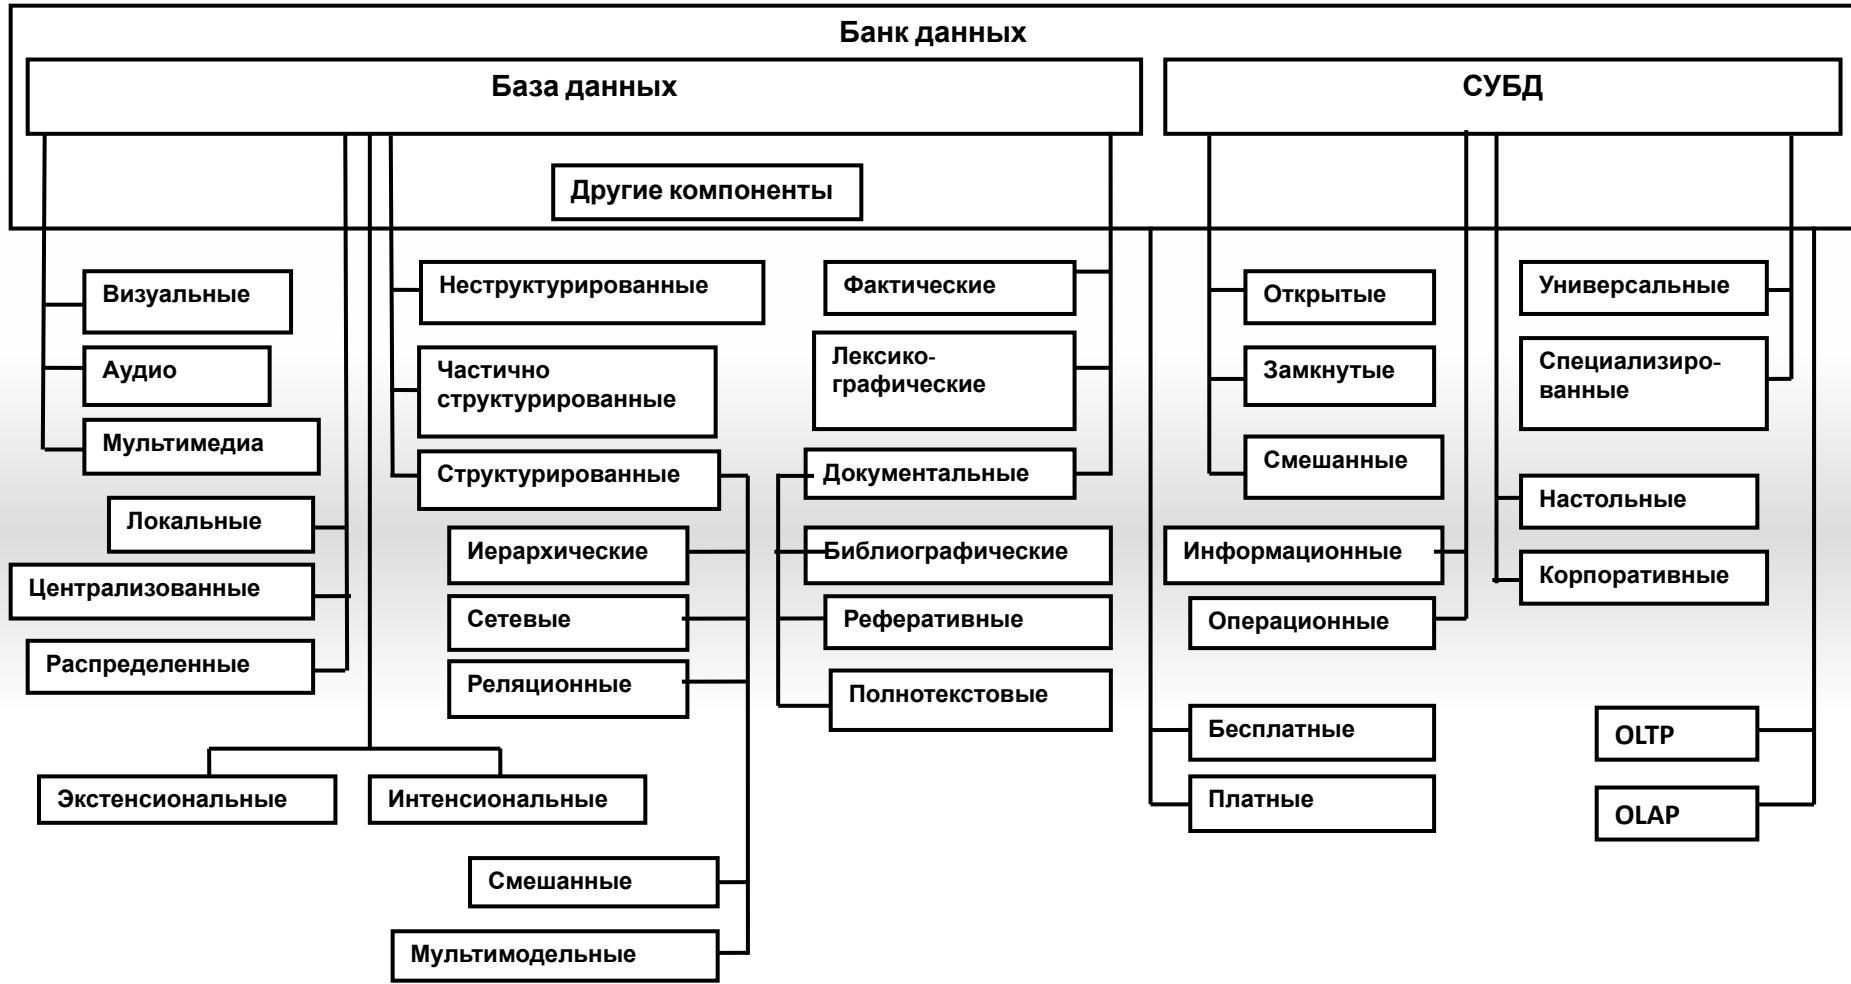 Банк данных
База данных
СУБД
Другие компоненты
Визуальные
Аудио
Мультимедиа
Локальные
Централизованные
Распределенные
Экстенсиональные
Интенсиональные
Неструктурированные
Частично
структурированные
Структурированные
Иерархические
Сетевые
Реляционные
Смешанные
Мультимодельные
Фактические
Лексико-
графические
Документальные
Библиографические
Реферативные
Полнотекстовые
Открытые
Замкнутые
Смешанные
Информационные
Операционные
Бесплатные
Платные
Универсальные
Специализиро-
ванные
Настольные
Корпоративные
OLTP
OLAP